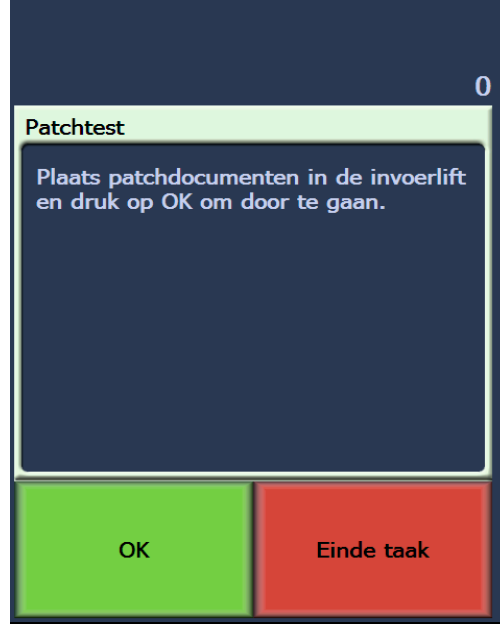 0
Patchtest
Plaats patchdocumenten in de invoerlift
en druk op OK om door te gaan.
OK
Einde taak